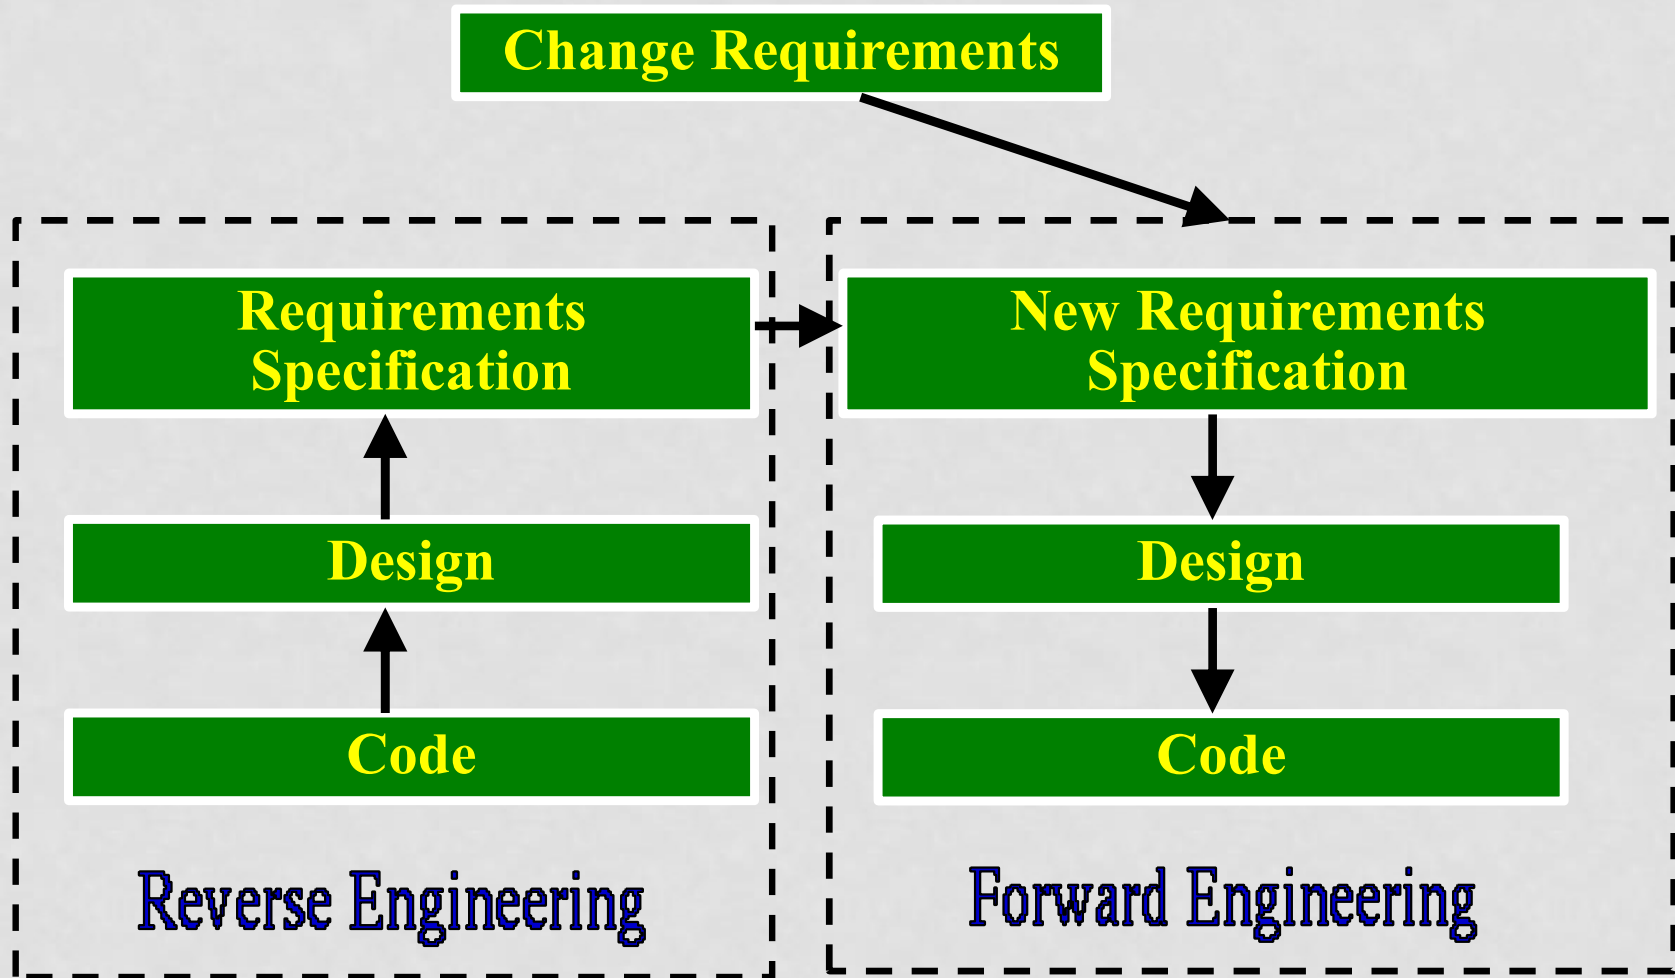 Change Requirements
Requirements
Specification
Design
Code
Reverse Engineering
New Requirements
Specification
Design
Code
Forward Engineering